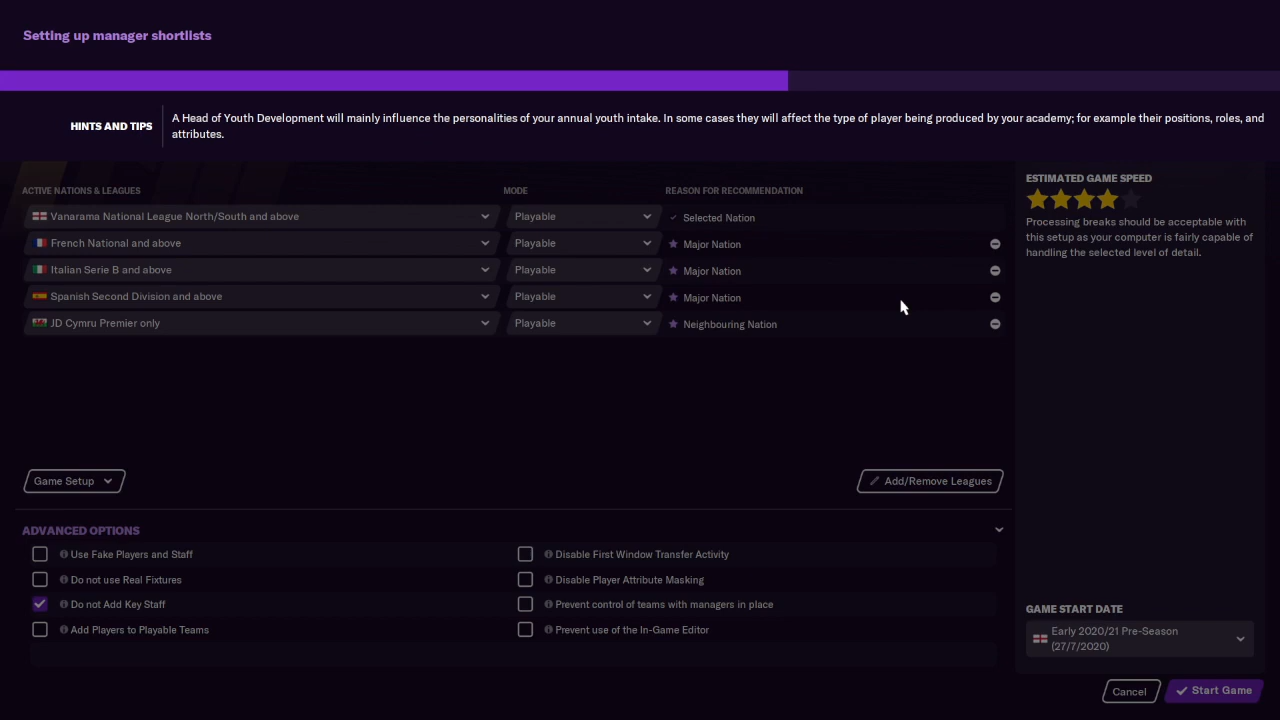 Setting up manager shortlists
HINTS AND TIPS
A Head of Youth Development will mainly influence the personalities of your annual youth intake. In some cases they will affect the type of player being produced by your academy; for example their positions, roles, and
attributes.
ACTIVE NATIONS & LEAGUES
MODE
REASON FOR RECOMMENDATION
Vanarama National League North/South and above
Playable
Selected Nation
French National and above
Playable
Major Nation
Italian Serie B and above
Playable
Major Nation
Spanish Second Division and above
Playable
Major Nation
JD Cymru Premier only
Playable
Neighbouring Nation
Game Setup
Add/Remove Leagues
ADVANCED OPTIONS
Use Fake Players and Staff
Disable First Window Transfer Activity
Do not use Real Fixtures
Disable Player Attribute Masking
Do not Add Key Staff
Prevent control of teams with managers in place
Add Players to Playable Teams
Prevent use of the In-Game Editor
ESTIMATED GAME SPEED
Processing breaks should be acceptable with
this setup as your computer is fairly capable of
handling the selected level of detail.
GAME START DATE
Early 2020/21 Pre-Season
(27/7/2020)
Cancel
Start Game